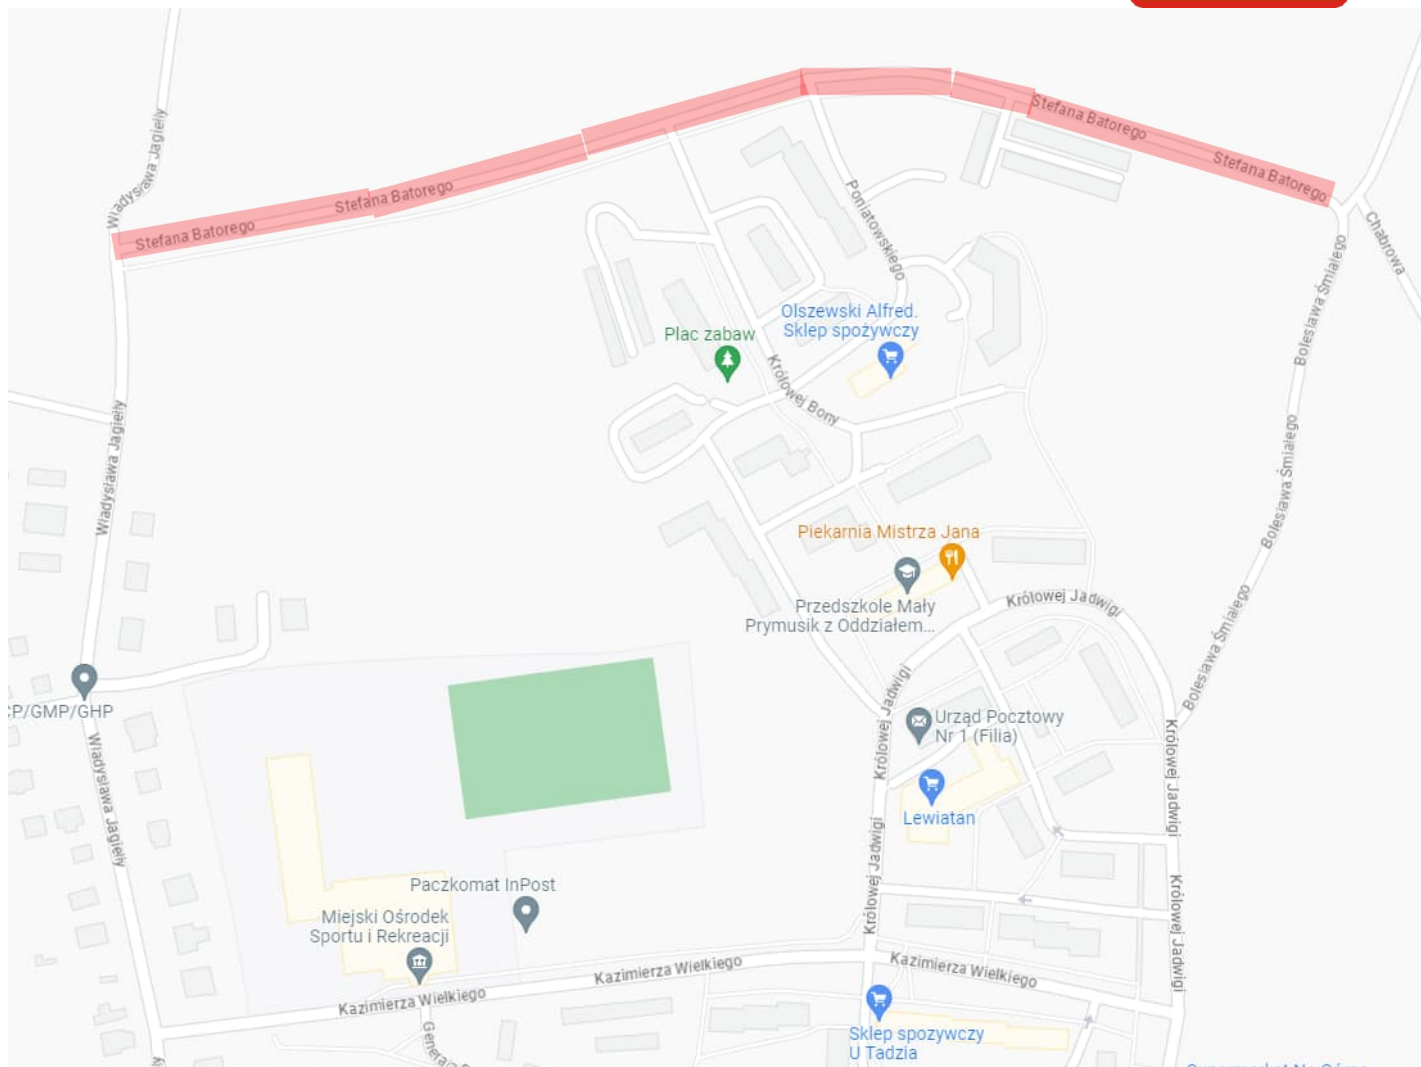 Władysława Jagiełły
Stefana Batorego
Stefana Batorego
Stefana Batorego
Stefana Batorego
Chabrowa
Poniatowskiego
Bolesława Śmiałego
Olszewski Alfred.
Sklep spożywczy
Plac zabaw
Królowej Bony
Władysława Jagiełły
Bolesława Śmiałego
Piekarnia Mistrza Jana
Przedszkole Mały
Prymusik z Oddziałem...
Królowej Jadwigi
Bolesława Śmiałego
CP/GMP/GHP
Królowej Jadwigi
Urząd Pocztowy
Nr 1 (Filia)
Władysława Jagiełły
Królowej Jadwigi
Lewiatan
Królowej Jadwigi
Paczkomat InPost
Miejski Ośrodek
Sportu i Rekreacji
Królowej Jadwigi
Kazimierza Wielkiego
Kazimierza Wielkiego
Kazimierza Wielkiego
Sklep spożywczy
U Tadzia